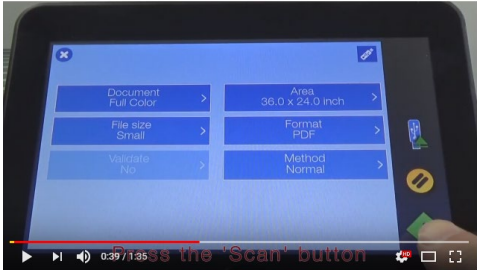 Document
Full Color
Area
36.0 x 24.0 inch
File size
Small
Format
PDF
Validate
No
Method
Normal
Press the 'Scan' button
0:39 / 1:35
HD